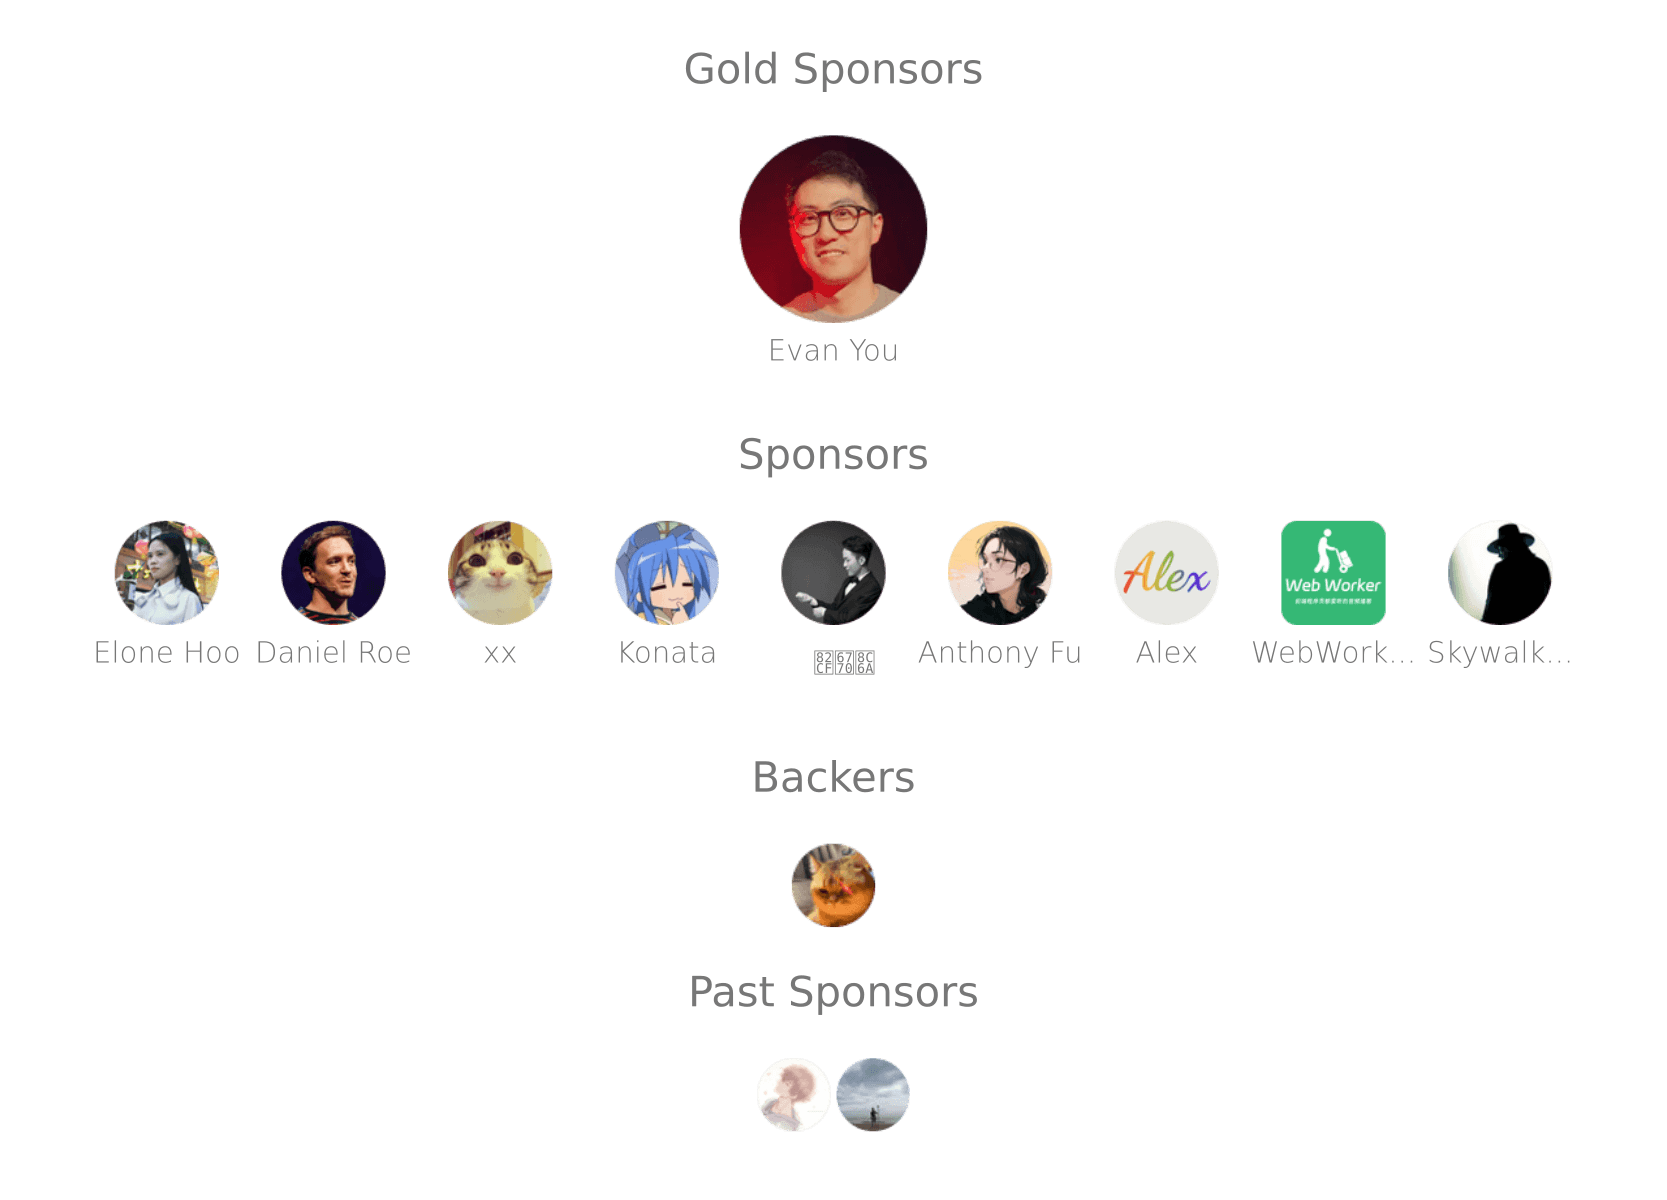 Gold Sponsors
Evan You
Sponsors
Alex
Web Worker
Elone Hoo
Daniel Roe
xx
Konata
Anthony Fu
Alex
WebWork...
Skywalk...
Backers
Past Sponsors